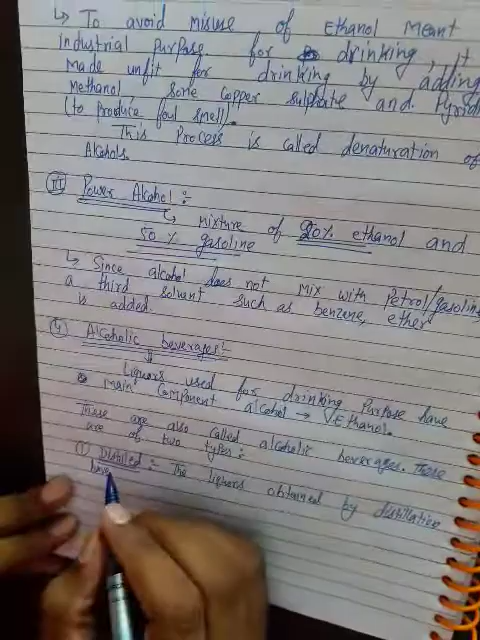 ↳ To avoid misuse of Ethanol Meant
Industrial Purpose for drinking, it
Made unfit for drinking by adding
Methanol some Copper sulphate and Pyrid
(to produce foul smell).
This Process is called denaturation of
Alcohols.
III Power Alcohol :
↳ mixture of 20% ethanol and
80 % gasoline
↳ Since alcohol does not mix with petrol/gasoline
a third solvent such as benzene, ether
is added.
4 Alcoholic beverages :
Liquors used for drinking Purpose have
main component alcohol → Ethanol.
These are also called alcoholic beverages. These
are of two types :
① Distilled : The liquors obtained by distillation
have